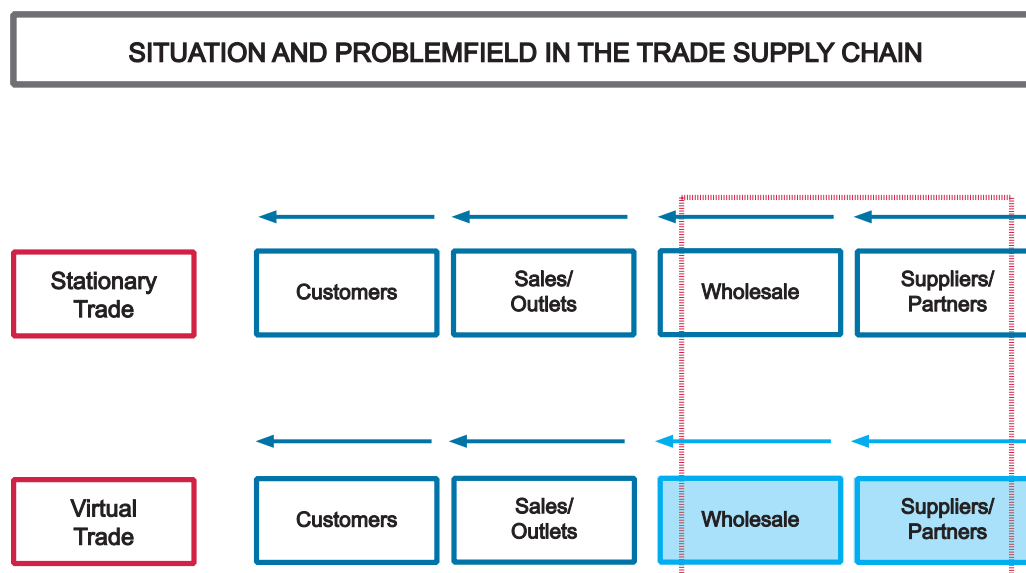 SITUATION AND PROBLEMFIELD IN THE TRADE SUPPLY CHAIN
Stationary
Trade
Customers
Sales/
Outlets
Wholesale
Suppliers/
Partners
Virtual
Trade
Customers
Sales/
Outlets
Wholesale
Suppliers/
Partners